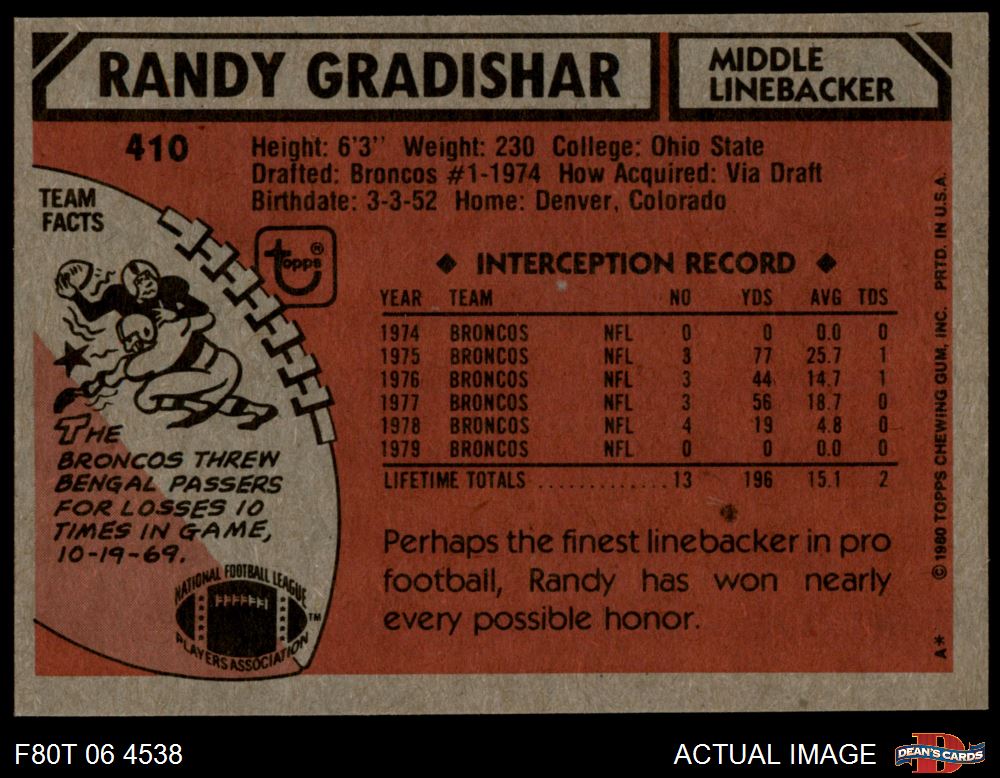 RANDY GRADISHAR
MIDDLE
LINEBACKER
410
Height: 6'3" Weight: 230 College: Ohio State
Drafted: Broncos #1-1974 How Acquired: Via Draft
Birthdate: 3-3-52 Home: Denver, Colorado
TEAM
FACTS
topps®
◆ INTERCEPTION RECORD ◆
YEAR TEAM NO YDS AVG TDS
1974 BRONCOS NFL 0 0 0.0 0
1975 BRONCOS NFL 3 77 25.7 1
1976 BRONCOS NFL 3 44 14.7 1
1977 BRONCOS NFL 3 56 18.7 0
1978 BRONCOS NFL 4 19 4.8 0
1979 BRONCOS NFL 0 0 0.0 0
LIFETIME TOTALS ............. 13 196 15.1 2
THE
BRONCOS THREW
BENGAL PASSERS
FOR LOSSES 10
TIMES IN GAME,
10-19-69.
Perhaps the finest linebacker in pro
football, Randy has won nearly
every possible honor.
NATIONAL FOOTBALL LEAGUE
PLAYERS ASSOCIATION
TM
A* © 1980 TOPPS CHEWING GUM, INC. PRTD. IN U.S.A.
F80T 06 4538
ACTUAL IMAGE
DEAN'S CARDS